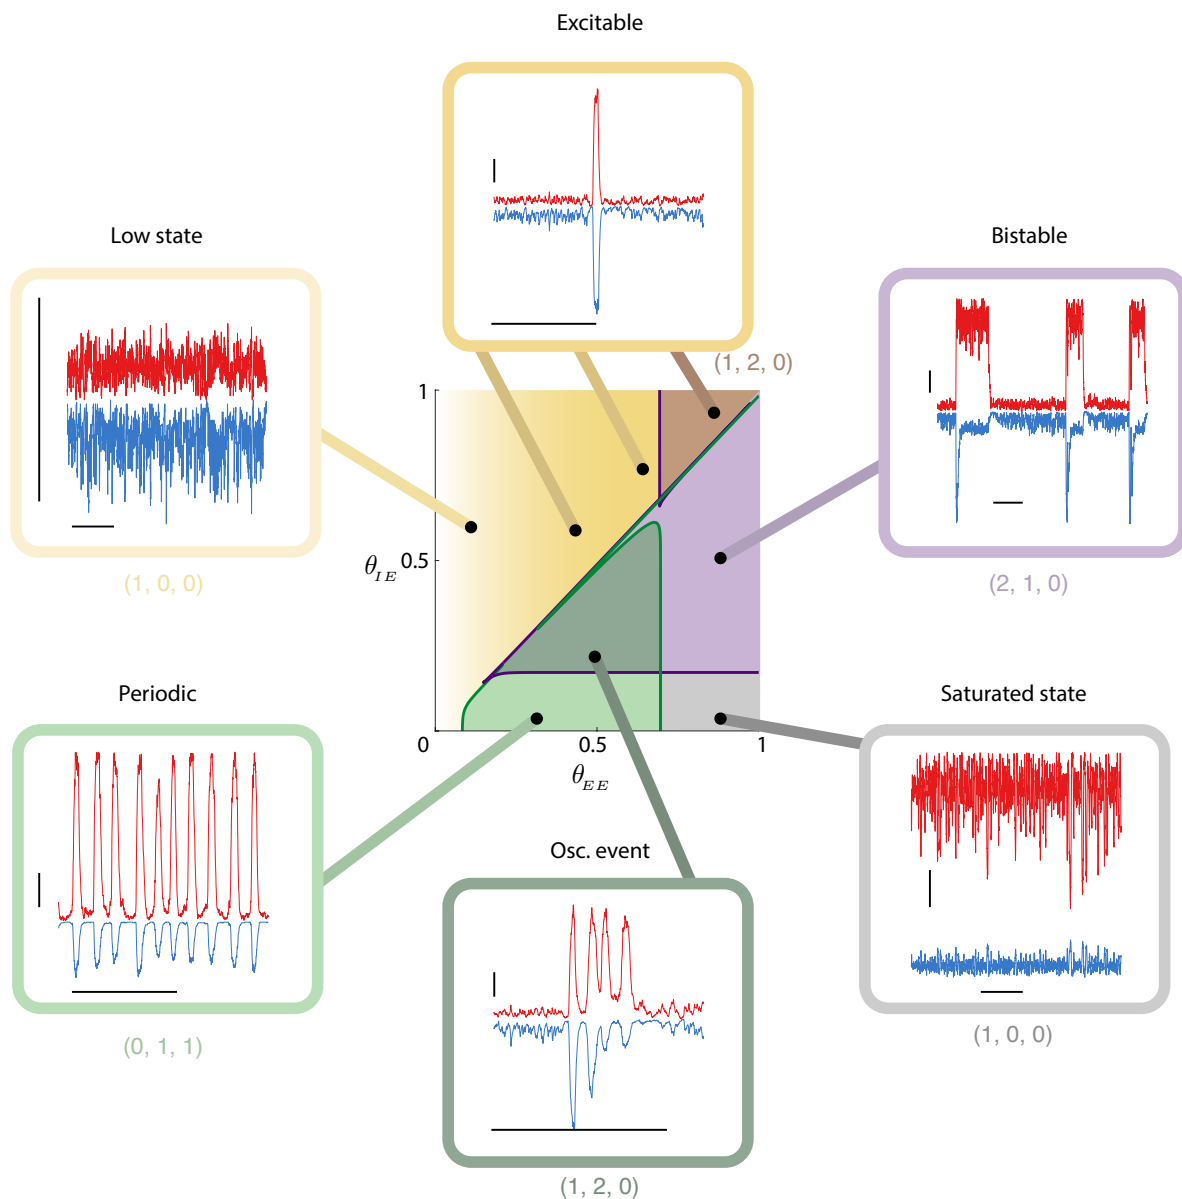 Excitable
Low state
Bistable
(1, 2, 0)
1
θIE
0.5
(1, 0, 0)
(2, 1, 0)
Periodic
Saturated state
0
0.5
1
θEE
Osc. event
(0, 1, 1)
(1, 0, 0)
(1, 2, 0)